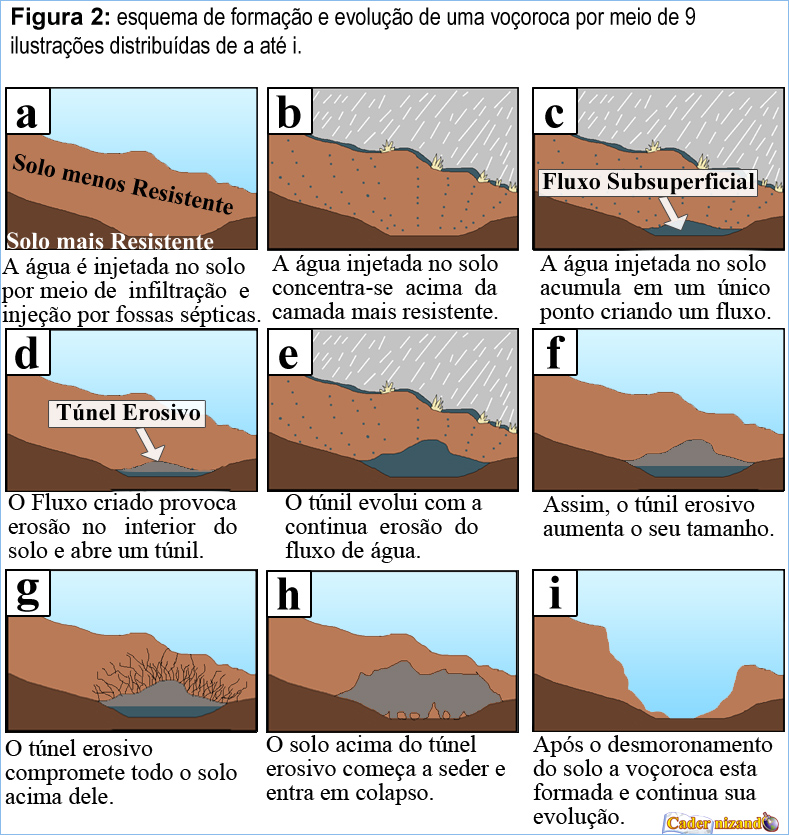 Figura 2: esquema de formação e evolução de uma voçoroca por meio de 9
ilustrações distribuídas de a até i.
a
Solo menos Resistente
Solo mais Resistente
A água é injetada no solo
por meio de infiltração e
injeção por fossas sépticas.
b
A água injetada no solo
concentra-se acima da
camada mais resistente.
c
Fluxo Subsuperficial
A água injetada no solo
acumula em um único
ponto criando um fluxo.
d
Túnel Erosivo
O Fluxo criado provoca
erosão no interior do
solo e abre um túnil.
e
O túnil evolui com a
continua erosão do
fluxo de água.
f
Assim, o túnil erosivo
aumenta o seu tamanho.
g
O túnel erosivo
compromete todo o solo
acima dele.
h
O solo acima do túnel
erosivo começa a seder e
entra em colapso.
i
Após o desmoronamento
do solo a voçoroca esta
formada e continua sua
evolução.
Cader nizando